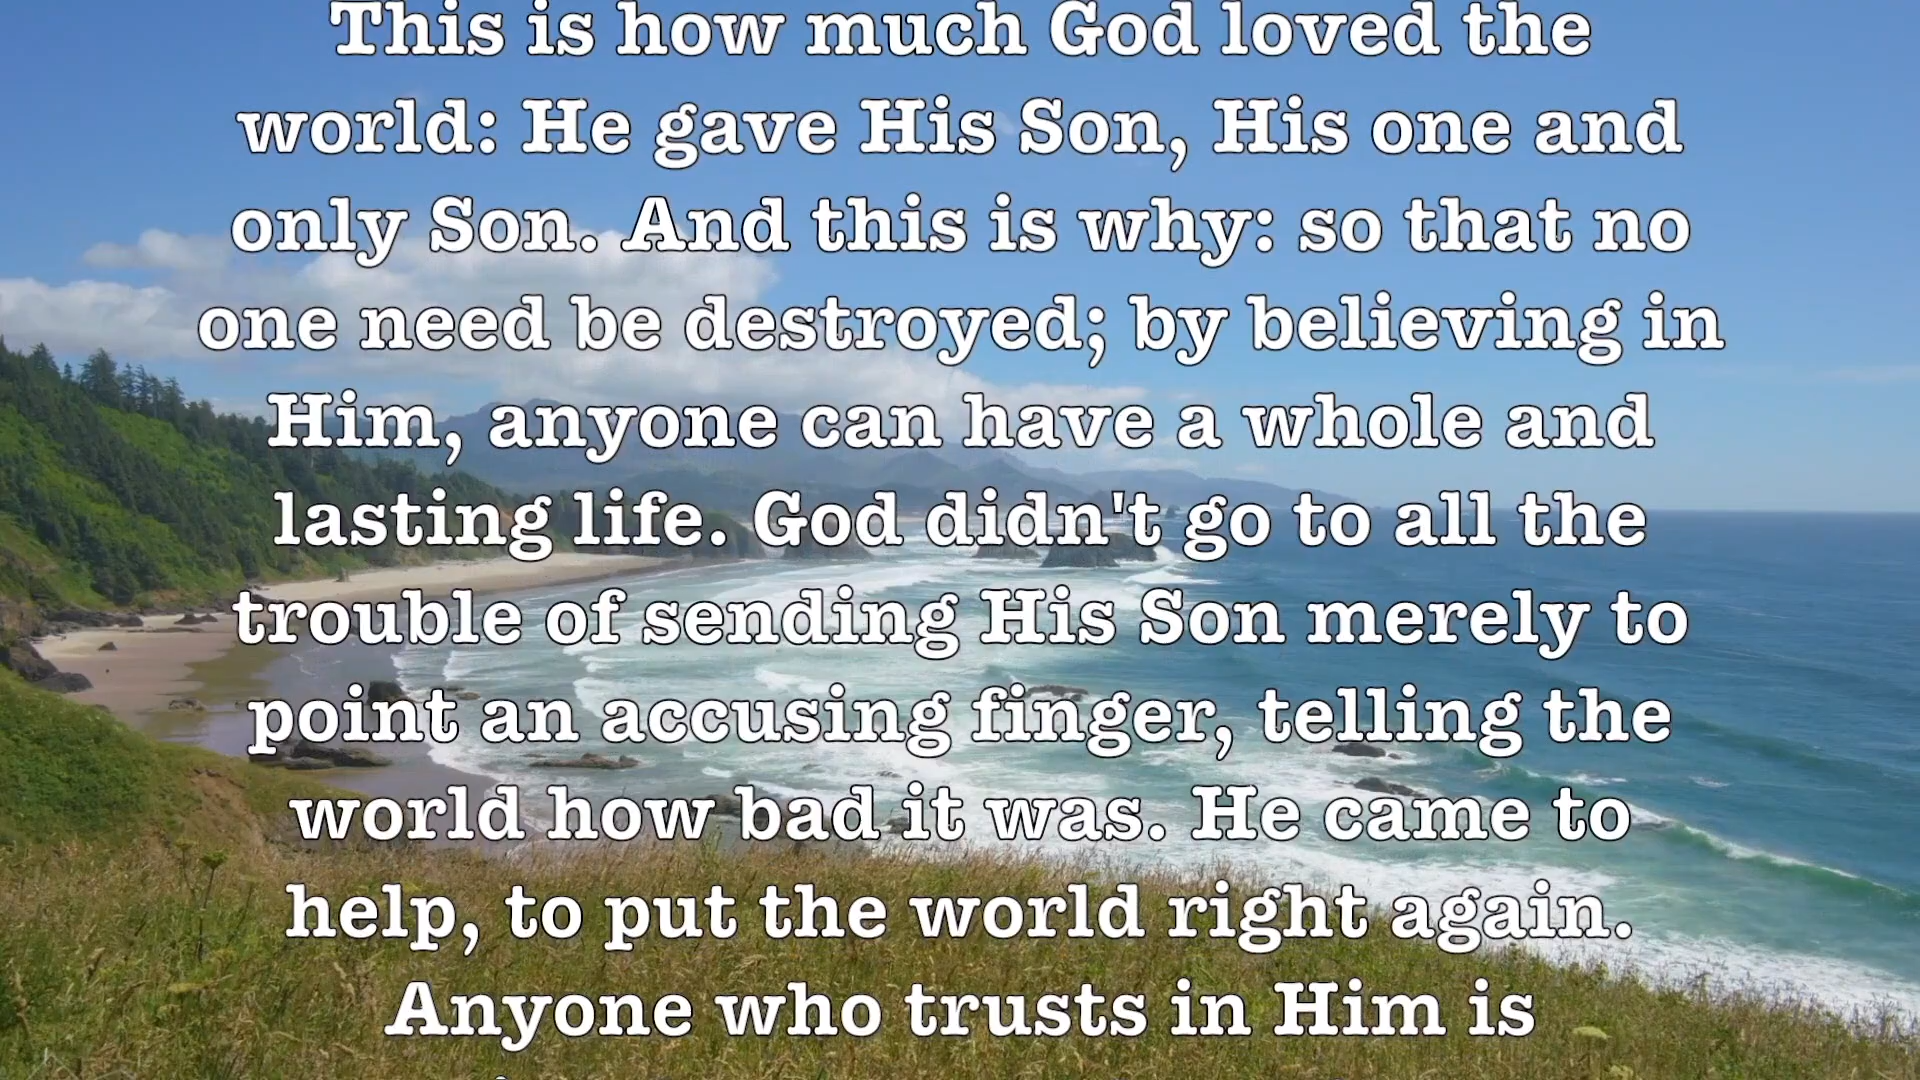 This is how much God loved the
world: He gave His Son, His one and
only Son. And this is why: so that no
one need be destroyed; by believing in
Him, anyone can have a whole and
lasting life. God didn't go to all the
trouble of sending His Son merely to
point an accusing finger, telling the
world how bad it was. He came to
help, to put the world right again.
Anyone who trusts in Him is